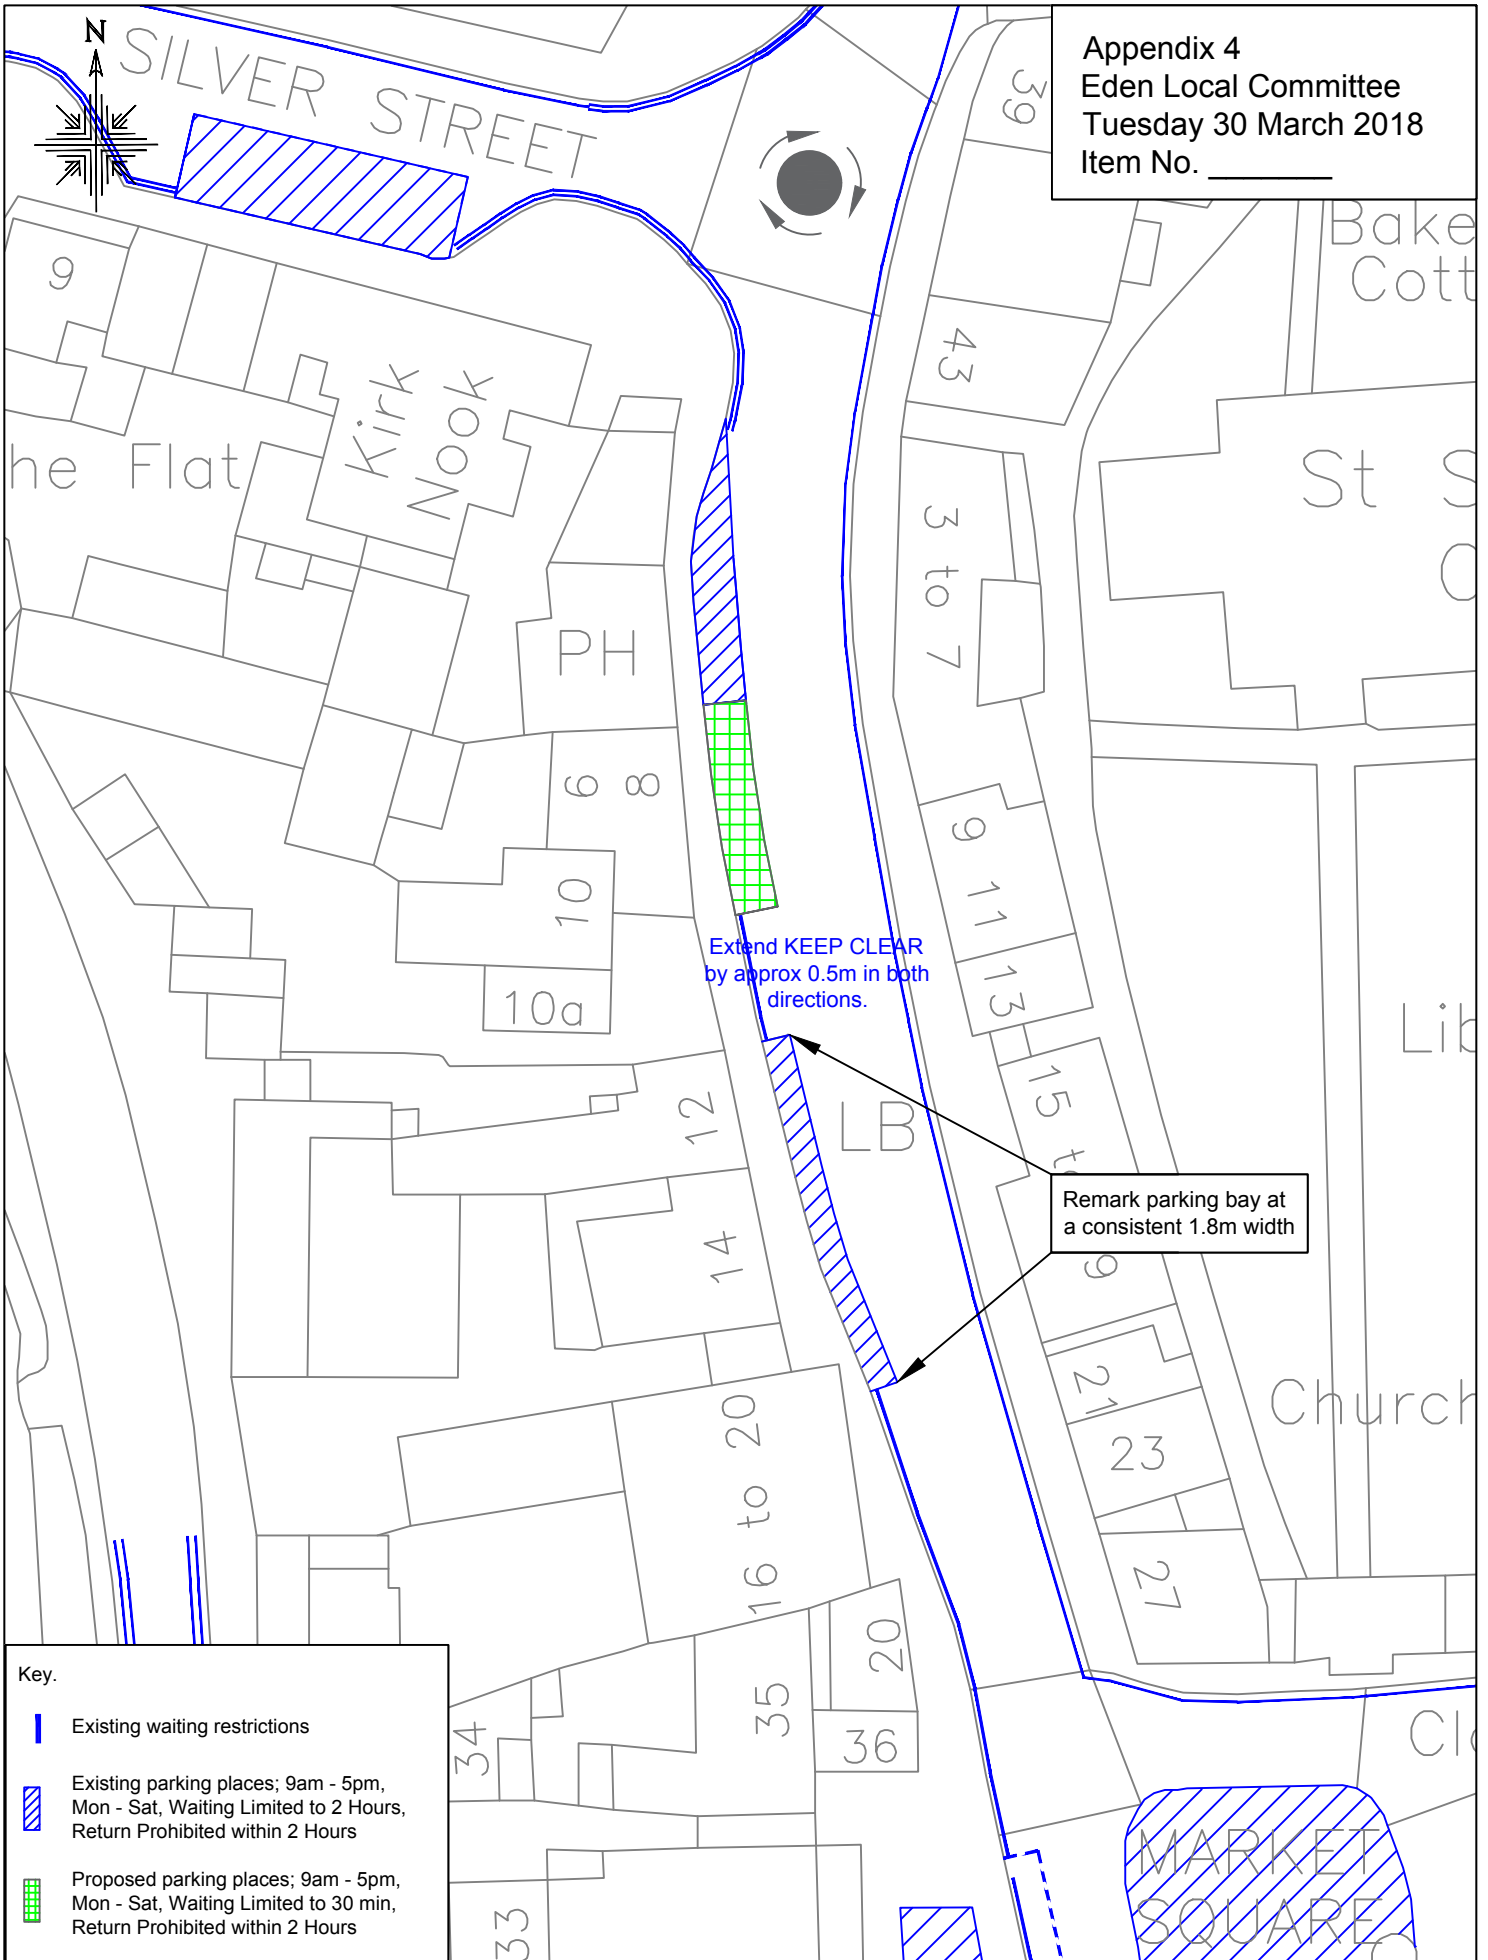 Appendix 4
Eden Local Committee
Tuesday 30 March 2018
Item No. _______
N
SILVER STREET
39
Bake
Cott
9
43
Kirk
Nook
he Flat
St S
C
3 to 7
PH
6 8
9
11
10
Extend KEEP CLEAR
by approx 0.5m in both
directions.
13
10a
Lib
15 to
12
LB
Remark parking bay at
a consistent 1.8m width
14
9
21
Church
16 to 20
23
27
20
35
34
36
Clo
MARKET
SQUARE
33
Key.
Existing waiting restrictions
Existing parking places; 9am - 5pm,
Mon - Sat, Waiting Limited to 2 Hours,
Return Prohibited within 2 Hours
Proposed parking places; 9am - 5pm,
Mon - Sat, Waiting Limited to 30 min,
Return Prohibited within 2 Hours